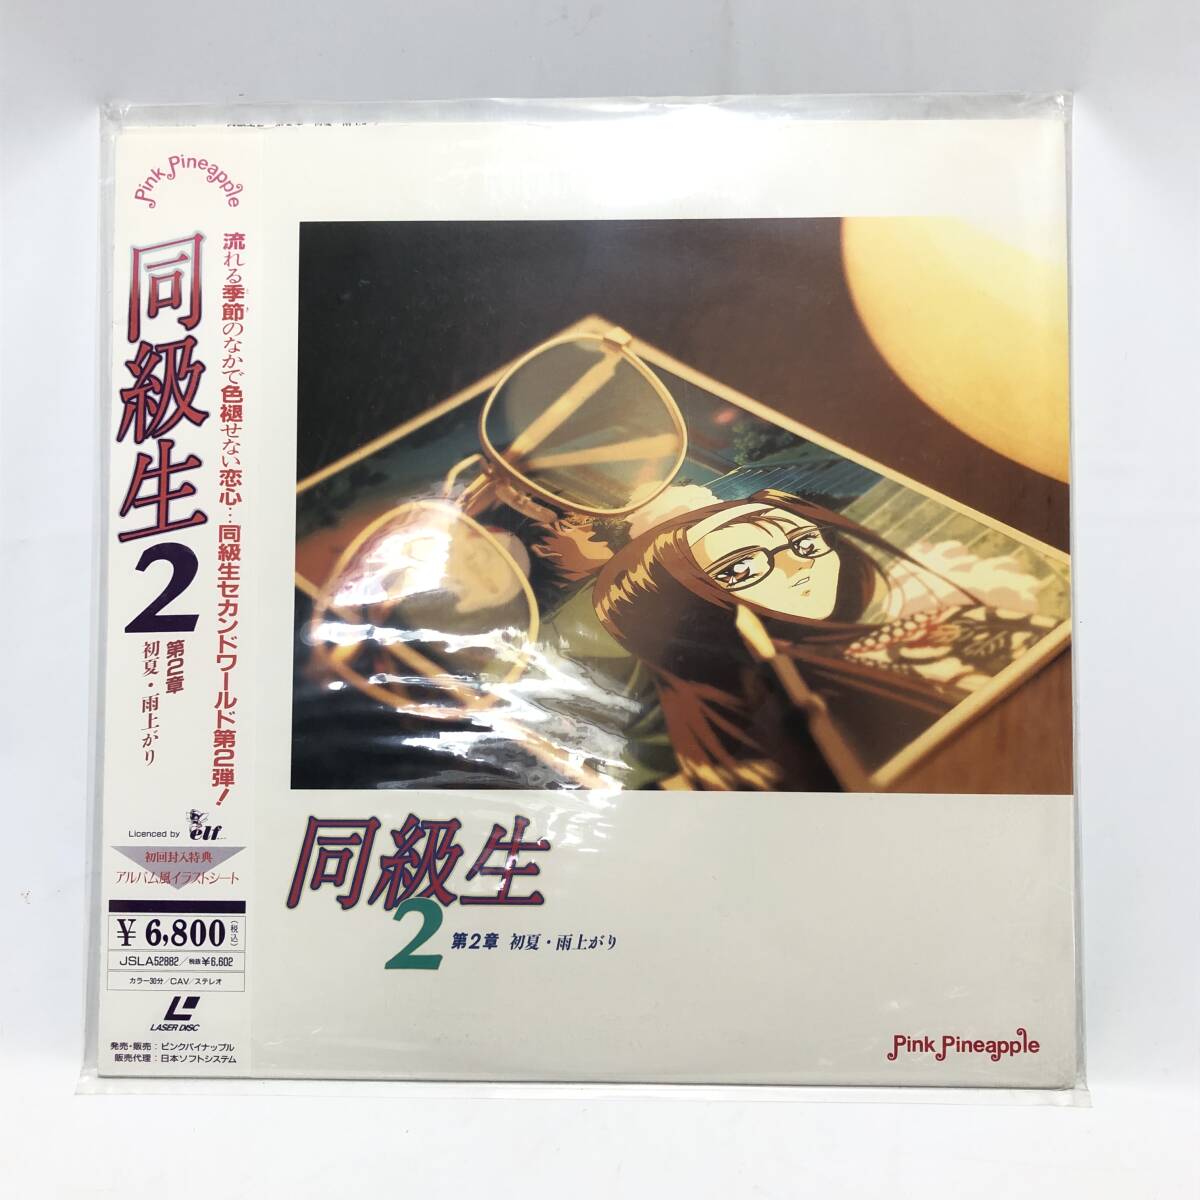 Pink Pineapple
流れる季節のなかで色褪せない恋心…同級生セカンドワールド第2弾!
同級生2
第2章
初夏・雨上がり
Licenced by elf
初回封入特典
アルバム風イラストシート
¥6,800(税込)
JSLA52882/税抜¥6,602
カラー30分/CAV/ステレオ
LASER DISC
発売・販売:ピンクパイナップル
販売代理:日本ソフトシステム
同級生
2 第2章 初夏・雨上がり
Pink Pineapple